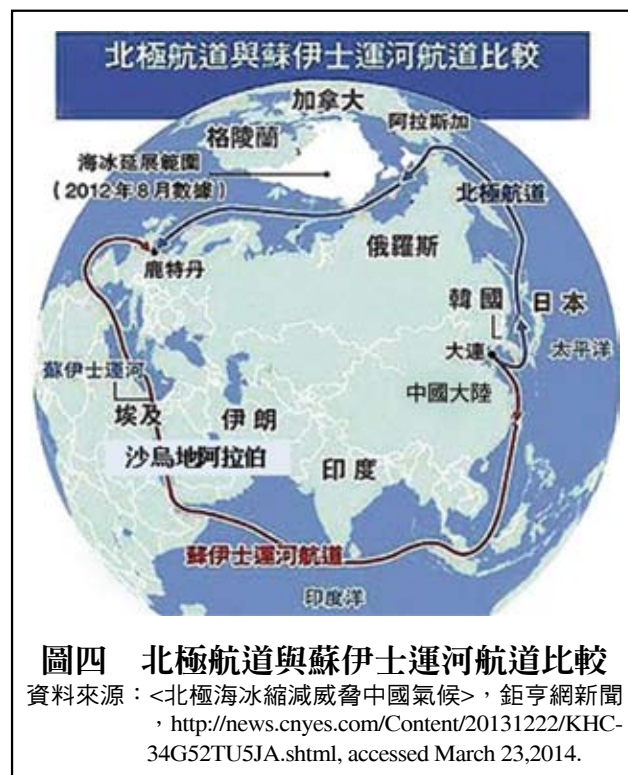 北極航道與蘇伊士運河航道比較
加拿大
阿拉斯加
格陵蘭
海冰延展範圍
(2012年8月數據)
北極航道
俄羅斯
鹿特丹
韓國
日本
大連
太平洋
蘇伊士運河
中國大陸
埃及
伊朗
沙烏地阿拉伯
印度
蘇伊士運河航道
印度洋
圖四 北極航道與蘇伊士運河航道比較
資料來源:<北極海冰縮減威脅中國氣候>,鉅亨網新聞
,http://news.cnyes.com/Content/20131222/KHC-
34G52TU5JA.shtml, accessed March 23,2014.